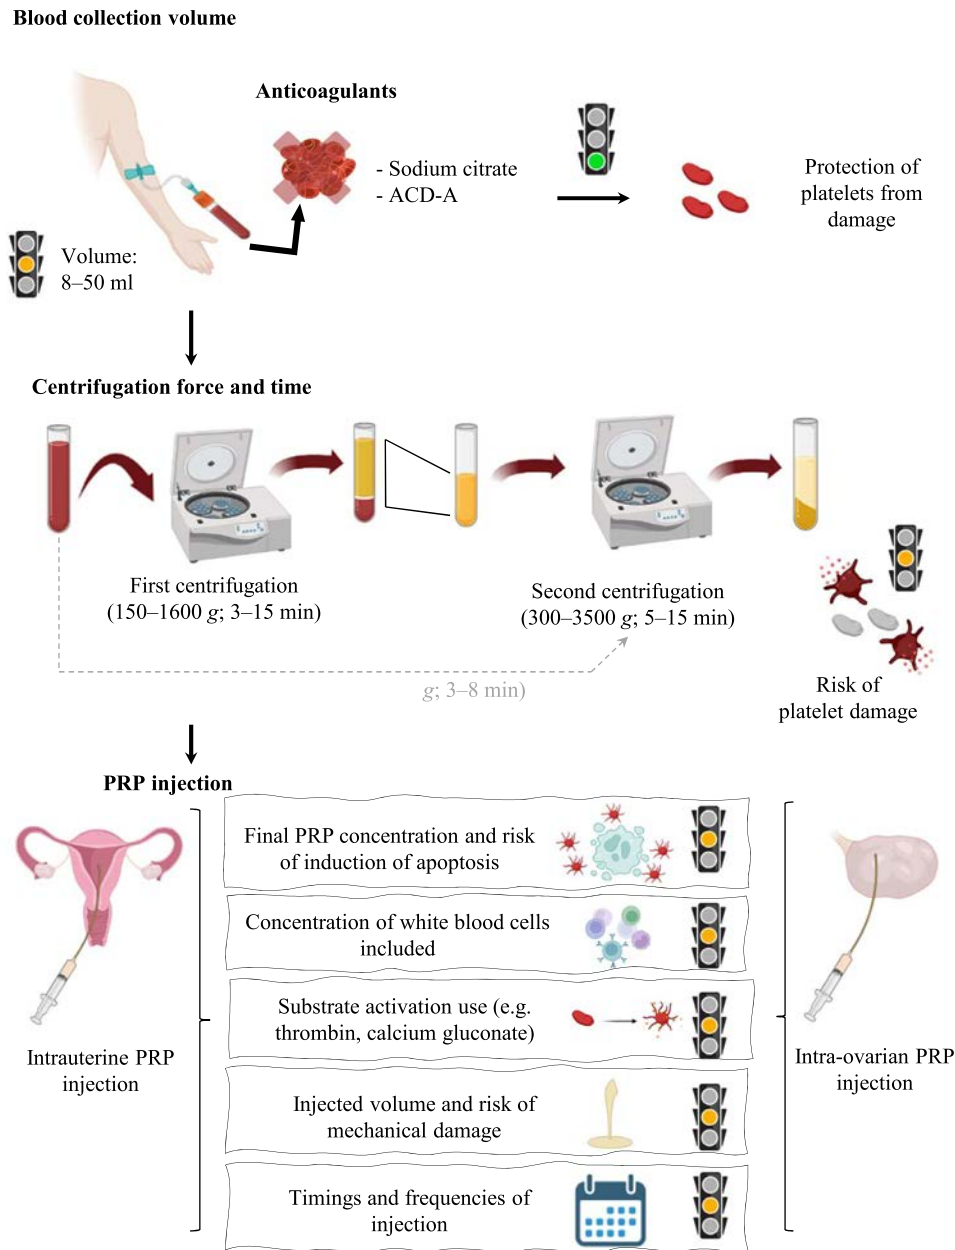 Blood collection volume
Anticoagulants
- Sodium citrate
- ACD-A
Protection of
platelets from
damage
Volume:
8–50 ml
Centrifugation force and time
First centrifugation
(150–1600 g; 3–15 min)
Second centrifugation
(300–3500 g; 5–15 min)
g; 3–8 min)
Risk of
platelet damage
PRP injection
Final PRP concentration and risk
of induction of apoptosis
Concentration of white blood cells
included
Substrate activation use (e.g.
thrombin, calcium gluconate)
Injected volume and risk of
mechanical damage
Timings and frequencies of
injection
Intrauterine PRP
injection
Intra-ovarian PRP
injection